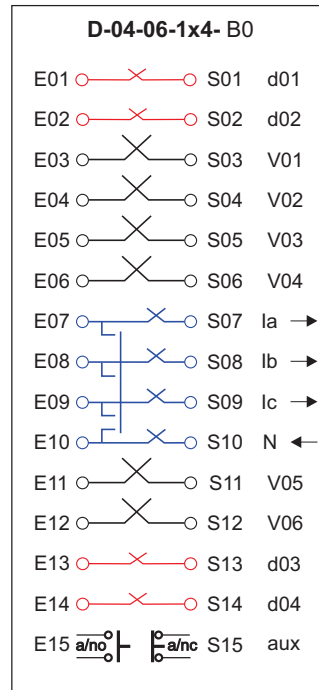 D-04-06-1x4- B0
E01 S01 d01
E02 S02 d02
E03 S03 V01
E04 S04 V02
E05 S05 V03
E06 S06 V04
E07 S07 Ia
E08 S08 Ib
E09 S09 Ic
E10 S10 N
E11 S11 V05
E12 S12 V06
E13 S13 d03
E14 S14 d04
E15 a/no a/nc S15 aux